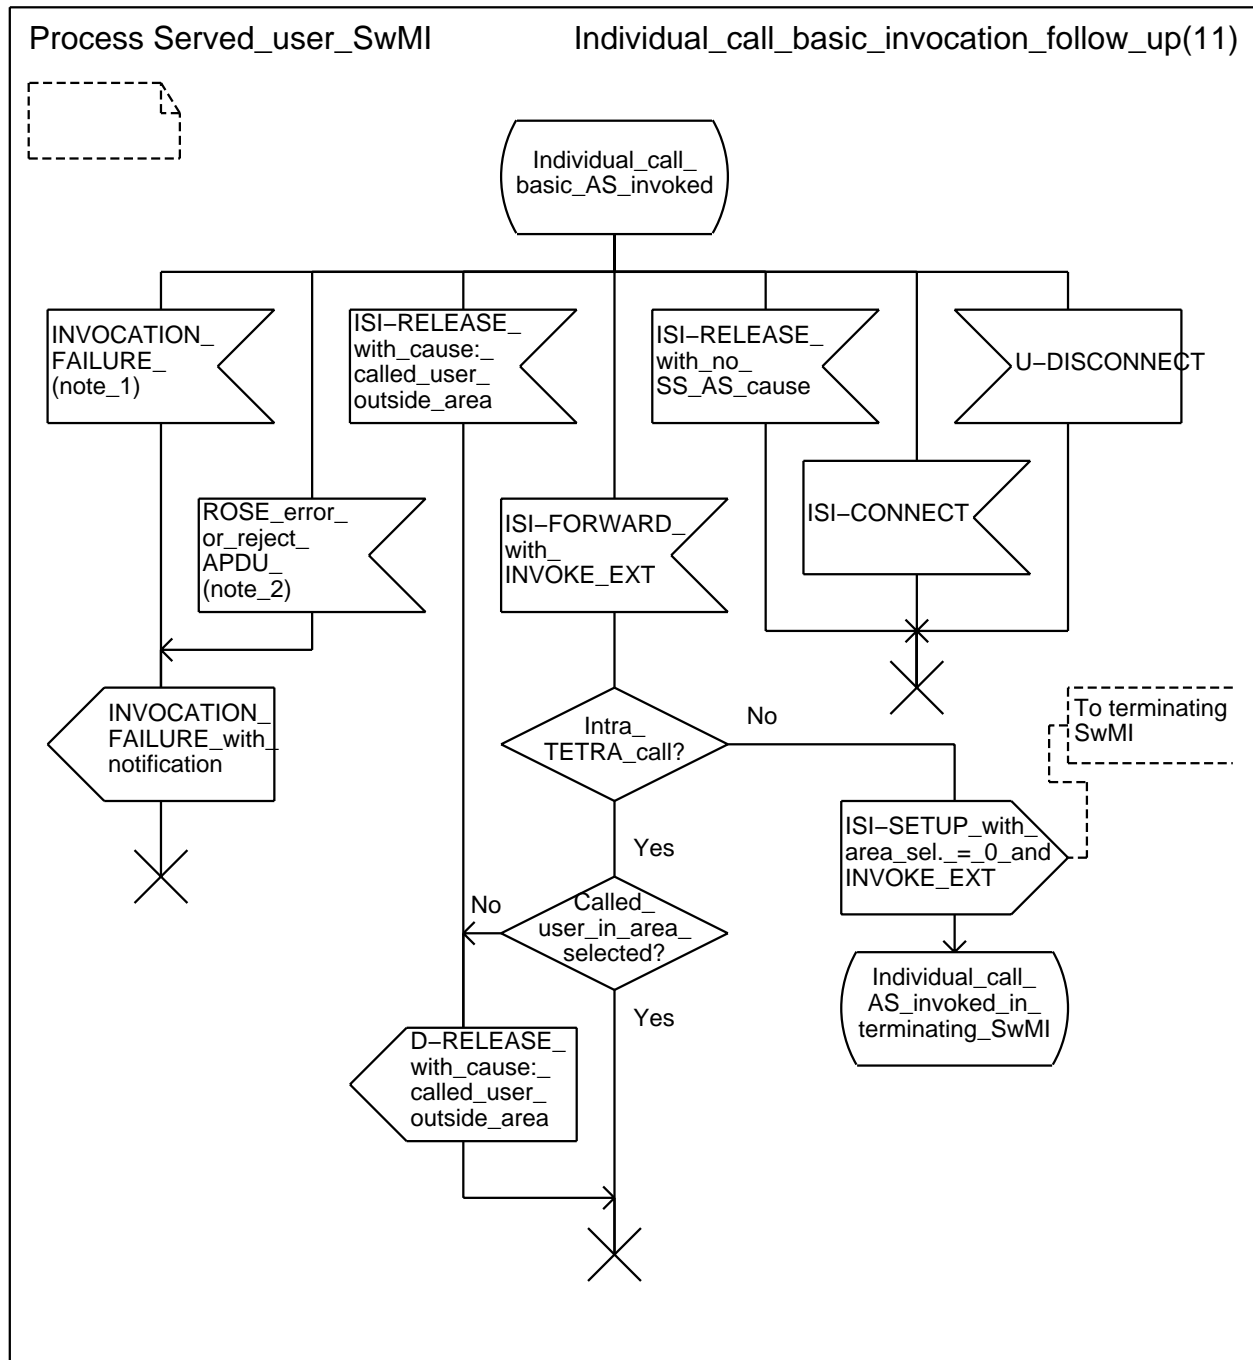 Process Served_user_SwMI
Individual_call_basic_invocation_follow_up(11)
Individual_call_
basic_AS_invoked
INVOCATION_
FAILURE_
(note_1)
ISI−RELEASE_
with_cause:_
called_user_
outside_area
ISI−RELEASE_
with_no_
SS_AS_cause
U−DISCONNECT
ROSE_error_
or_reject_
APDU_
(note_2)
ISI−FORWARD_
with_
INVOKE_EXT
ISI−CONNECT
INVOCATION_
FAILURE_with_
notification
Intra_
TETRA_call?
No
To terminating
SwMI
Yes
ISI−SETUP_with_
area_sel._=_0_and
INVOKE_EXT
No
Called_
user_in_area_
selected?
Yes
Individual_call_
AS_invoked_in_
terminating_SwMI
D−RELEASE_
with_cause:_
called_user_
outside_area